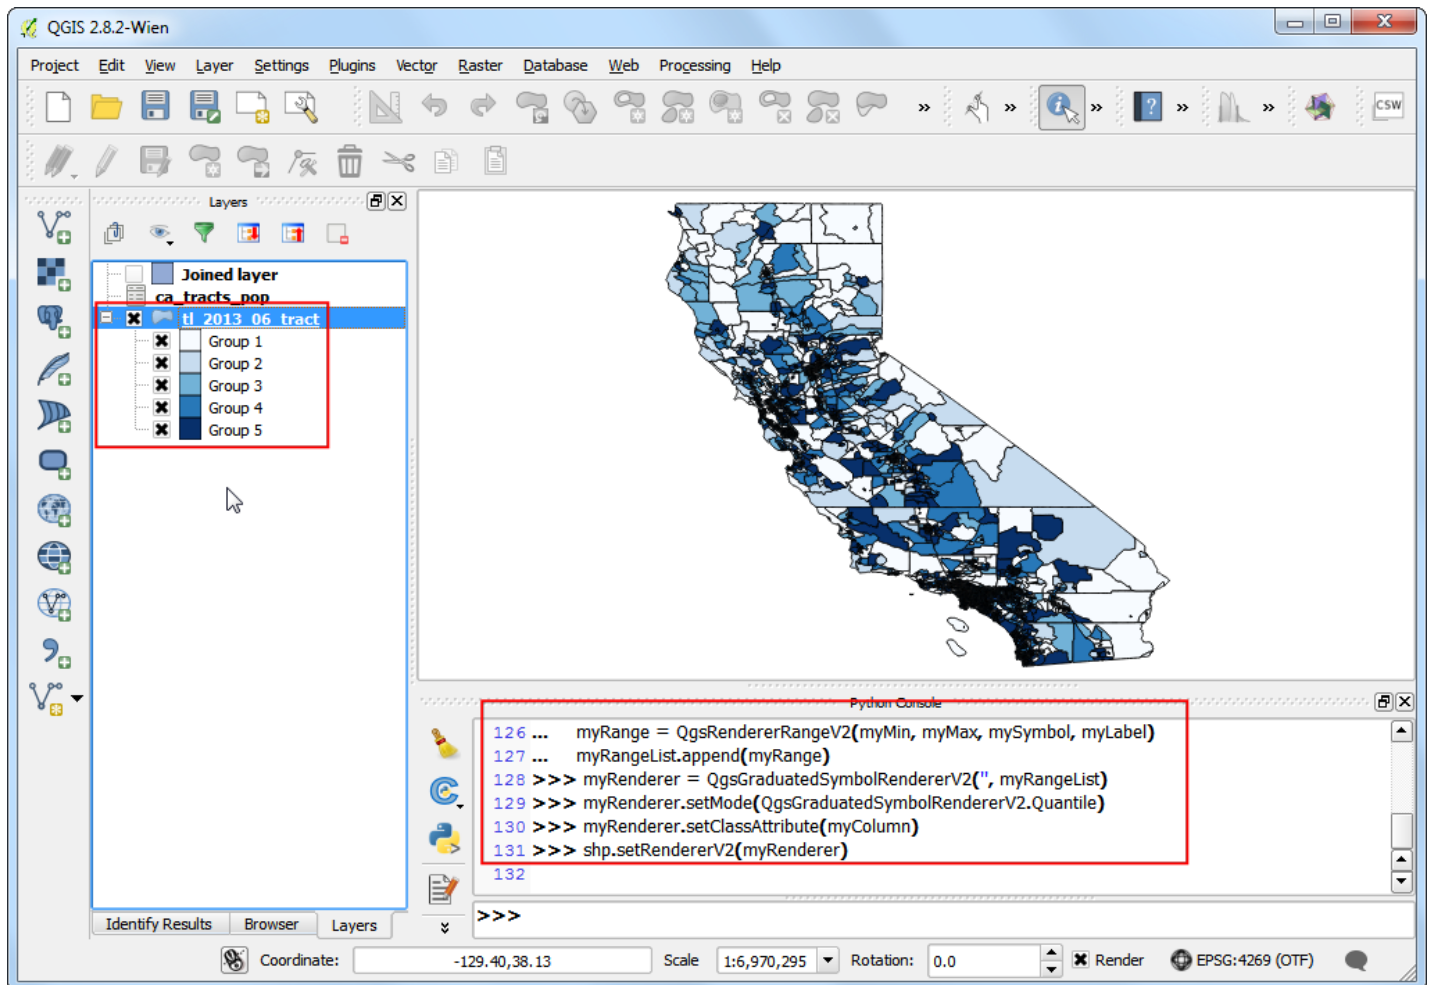 QGIS 2.8.2-Wien
Project Edit View Layer Settings Plugins Vector Raster Database Web Processing Help
CSW
Layers
Joined layer
ca_tracts_pop
tl_2013_06_tract
Group 1
Group 2
Group 3
Group 4
Group 5
Python Console
126 ... myRange = QgsRendererRangeV2(myMin, myMax, mySymbol, myLabel)
127 ... myRangeList.append(myRange)
128 >>> myRenderer = QgsGraduatedSymbolRendererV2('', myRangeList)
129 >>> myRenderer.setMode(QgsGraduatedSymbolRendererV2.Quantile)
130 >>> myRenderer.setClassAttribute(myColumn)
131 >>> shp.setRendererV2(myRenderer)
132
>>>
Identify Results Browser Layers
Coordinate: -129.40,38.13 Scale 1:6,970,295 Rotation: 0.0 Render EPSG:4269 (OTF)